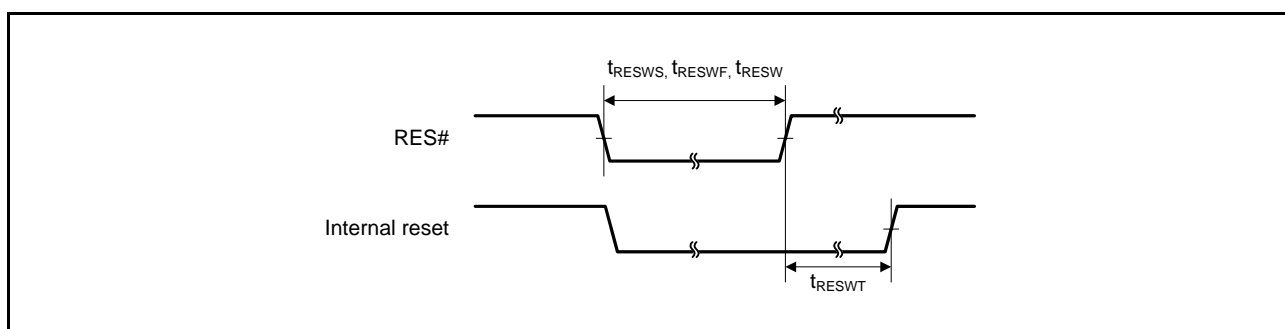 tRESWS, tRESWF, tRESW
RES#
Internal reset
tRESWT